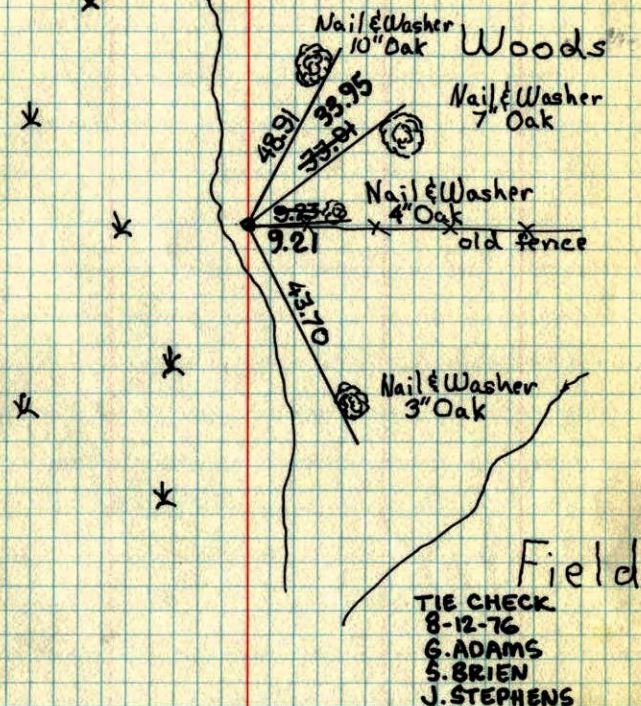 Nail & Washer
10" Oak
Woods
48.91
33.95
Nail & Washer
7" Oak
Nail & Washer
4" Oak
9.23
9.21
old fence
43.70
Nail & Washer
3" Oak
Field
TIE CHECK
8-12-76
G. ADAMS
S. BRIEN
J. STEPHENS